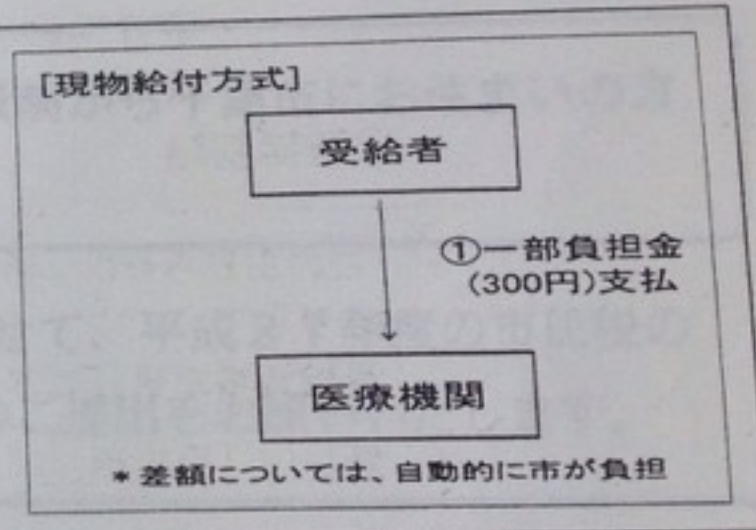 [現物給付方式]
受給者
①一部負担金
(300円)支払
医療機関
*差額については、自動的に市が負担